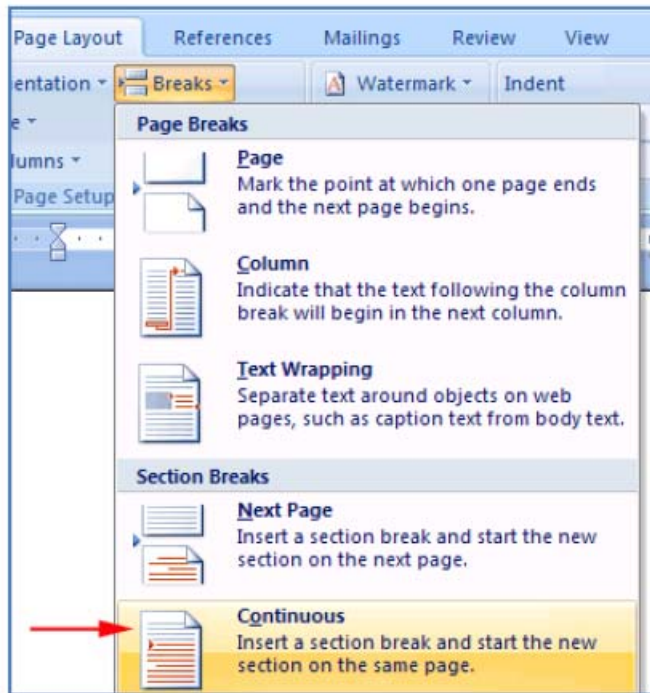 Page Layout References Mailings Review View
entation Breaks Watermark Indent
e
lumns
Page Setup
Page Breaks
Page
Mark the point at which one page ends
and the next page begins.
Column
Indicate that the text following the column
break will begin in the next column.
Text Wrapping
Separate text around objects on web
pages, such as caption text from body text.
Section Breaks
Next Page
Insert a section break and start the new
section on the next page.
Continuous
Insert a section break and start the new
section on the same page.